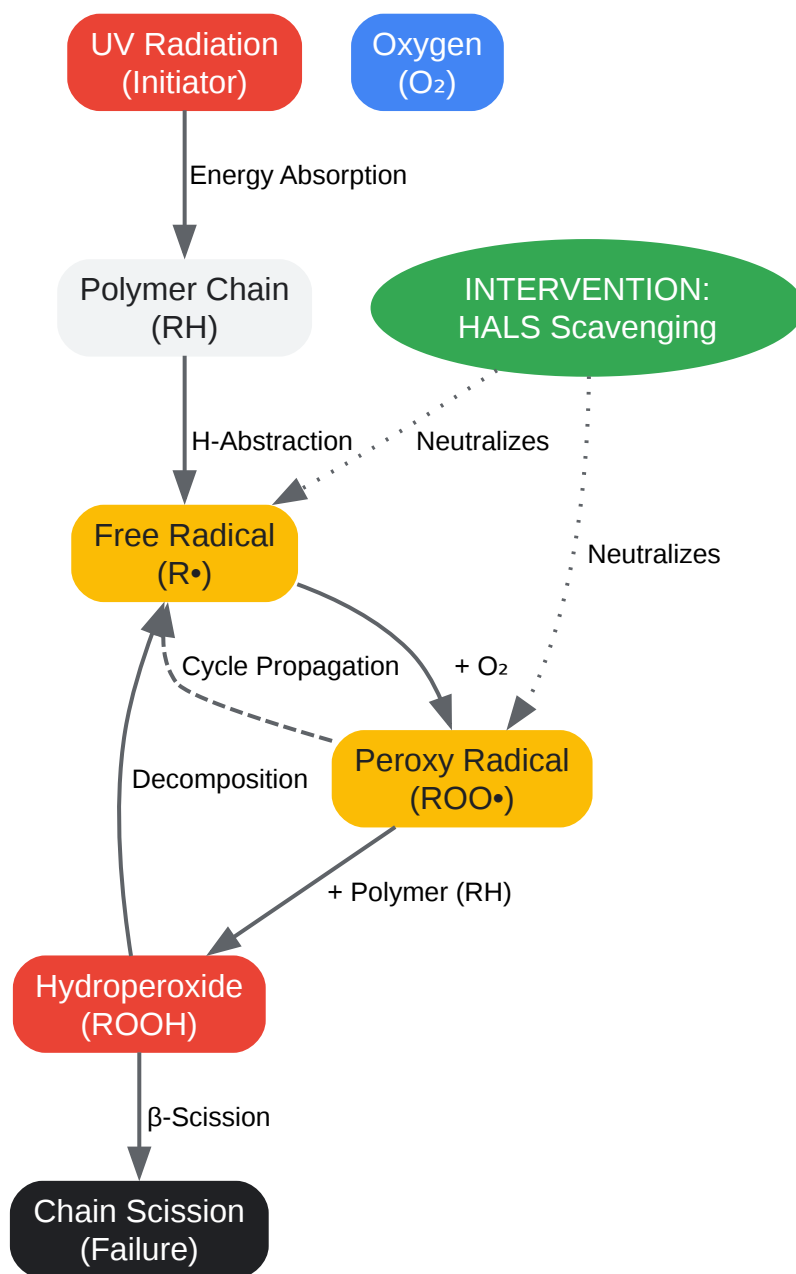 UV Radiation
(Initiator)
Oxygen
(O₂)
Energy Absorption
Polymer Chain
(RH)
INTERVENTION:
HALS Scavenging
H-Abstraction
Neutralizes
Free Radical
(R•)
Neutralizes
Cycle Propagation
+ O₂
Peroxy Radical
(ROO•)
Decomposition
+ Polymer (RH)
Hydroperoxide
(ROOH)
β-Scission
Chain Scission
(Failure)